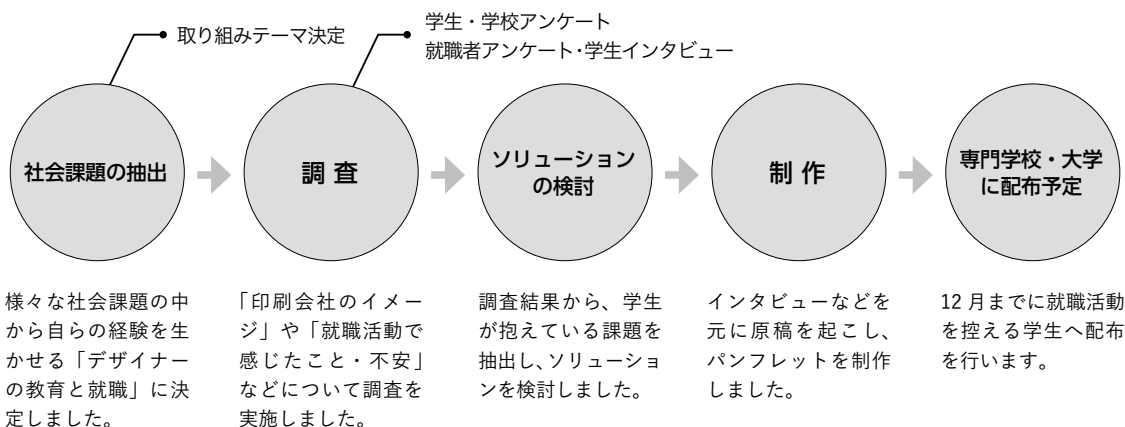 取り組みテーマ決定
学生・学校アンケート
就職者アンケート・学生インタビュー
社会課題の抽出
調 査
ソリューション
の検討
制 作
専門学校・大学
に配布予定
様々な社会課題の中
から自らの経験を生
かせる「デザイナー
の教育と就職」に決
定しました。
「印刷会社のイメー
ジ」や「就職活動で
感じたこと・不安」
などについて調査を
実施しました。
調査結果から、学生
が抱えている課題を
抽出し、ソリューショ
ンを検討しました。
インタビューなどを
元に原稿を起こし、
パンフレットを制作
しました。
12 月までに就職活動
を控える学生へ配布
を行います。